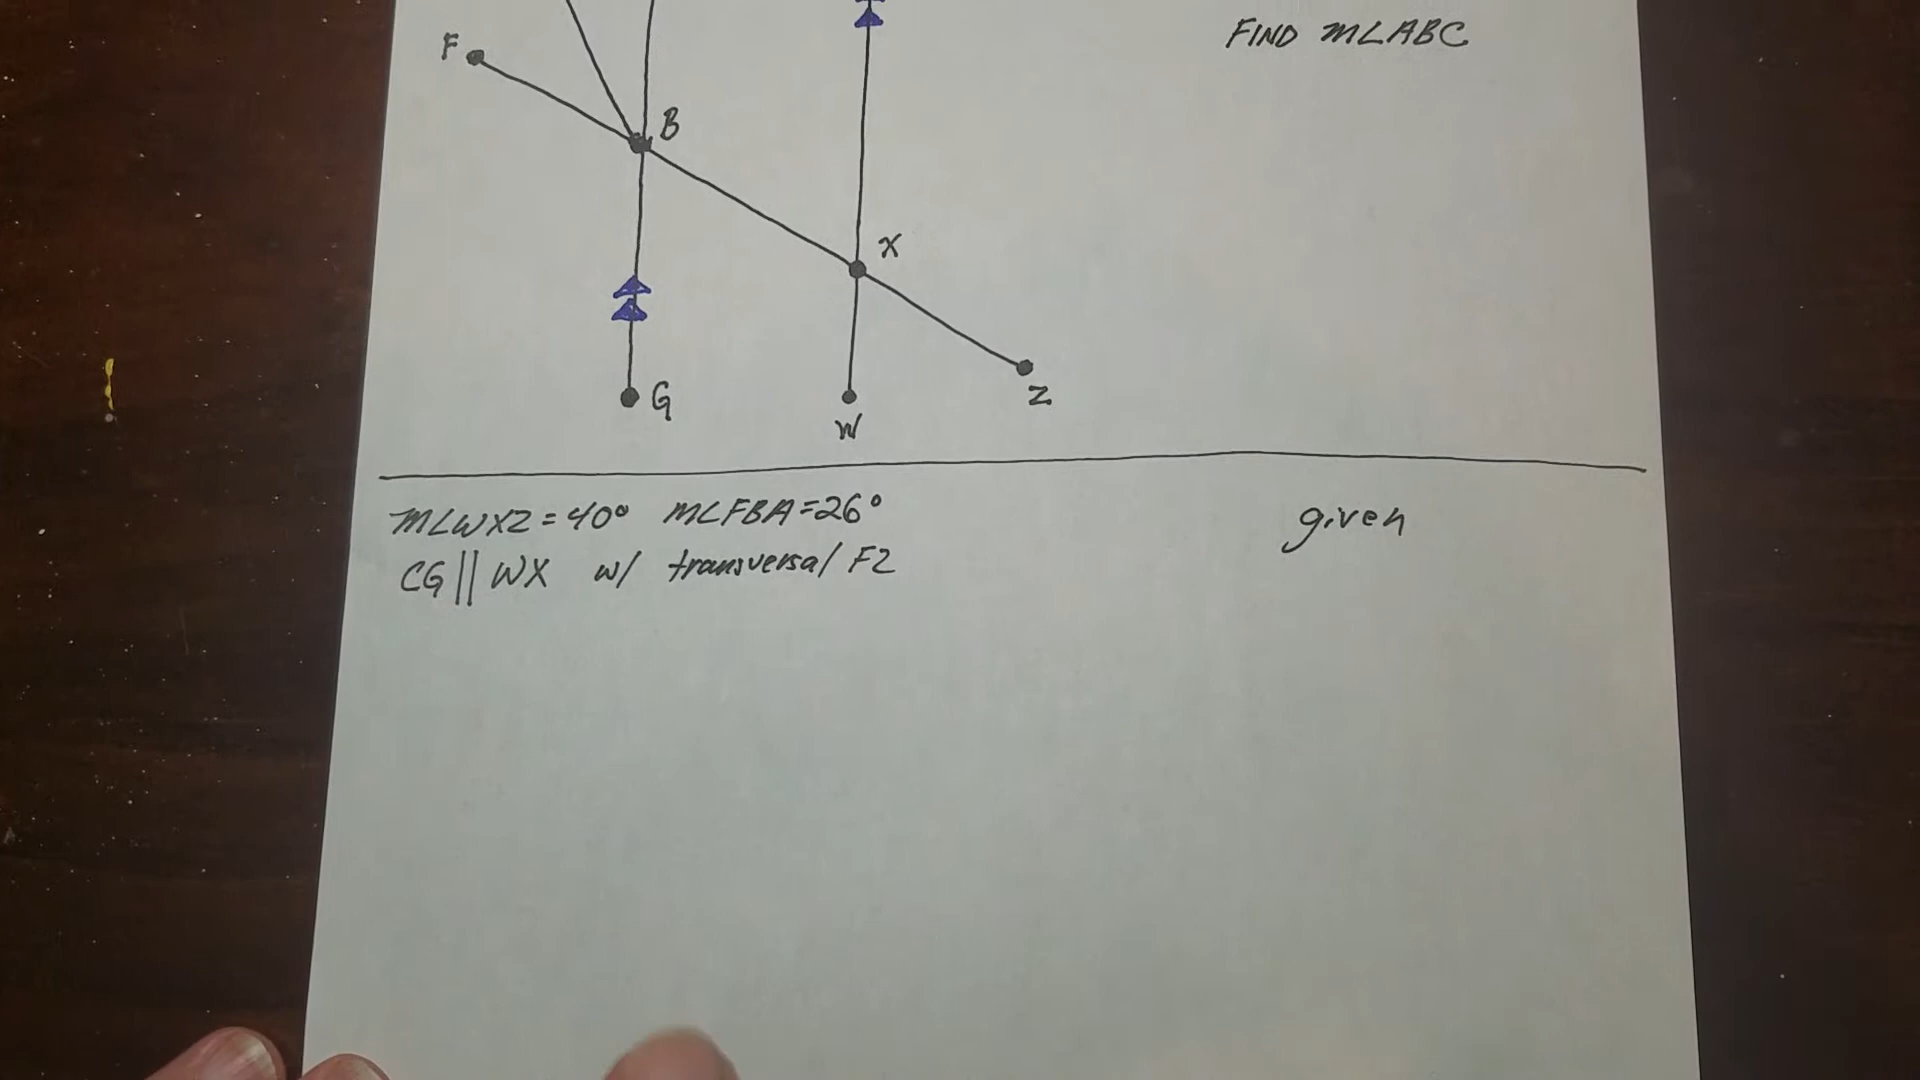 FIND m∠ABC
F
B
X
G
Z
W
m∠WXZ = 40° m∠FBA = 26°
given
CG || WX w/ transversal FZ